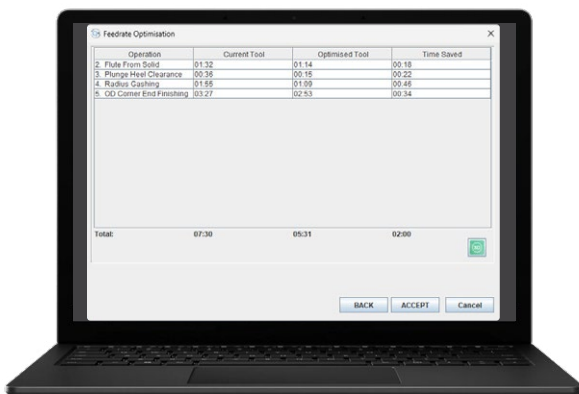 Feedrate Optimisation
Operation Current Tool Optimised Tool Time Saved
2. Flute From Solid 01:32 01:14 00:18
3. Plunge Heel Clearance 00:36 00:15 00:22
4. Radius Gashing 01:55 01:09 00:46
5. OD Corner End Finishing 03:27 02:53 00:34
Total: 07:30 05:31 02:00
BACK ACCEPT Cancel